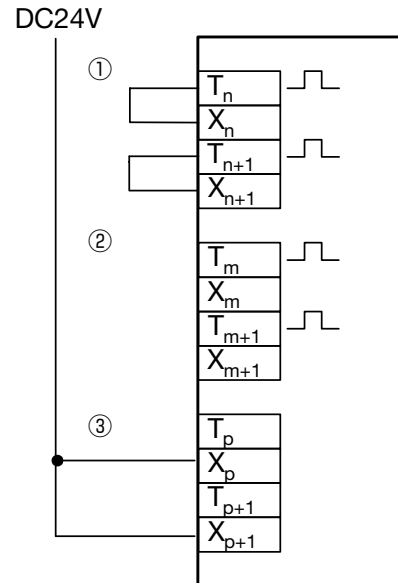 DC24V
①
Tn
Xn
Tn+1
Xn+1
②
Tm
Xm
Tm+1
Xm+1
③
Tp
Xp
Tp+1
Xp+1